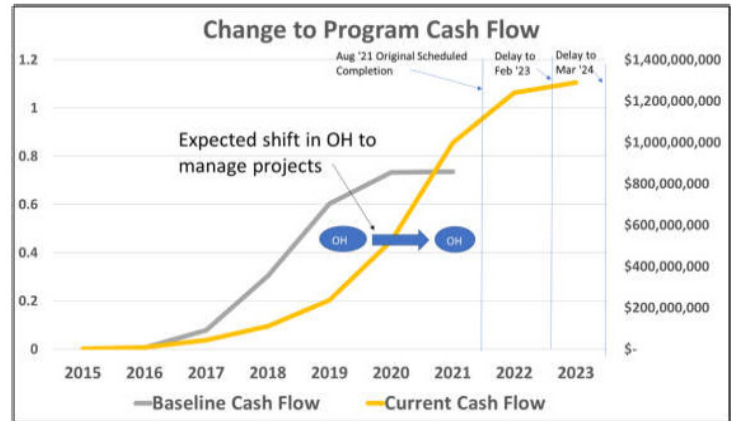 Change to Program Cash Flow
Aug '21 Original Scheduled
Completion
Delay to
Feb '23
Delay to
Mar '24
1.2
1
0.8
0.6
0.4
0.2
0
$1,400,000,000
$1,200,000,000
$1,000,000,000
$800,000,000
$600,000,000
$400,000,000
$200,000,000
$-
Expected shift in OH to
manage projects
OH
OH
2015 2016 2017 2018 2019 2020 2021 2022 2023
Baseline Cash Flow
Current Cash Flow